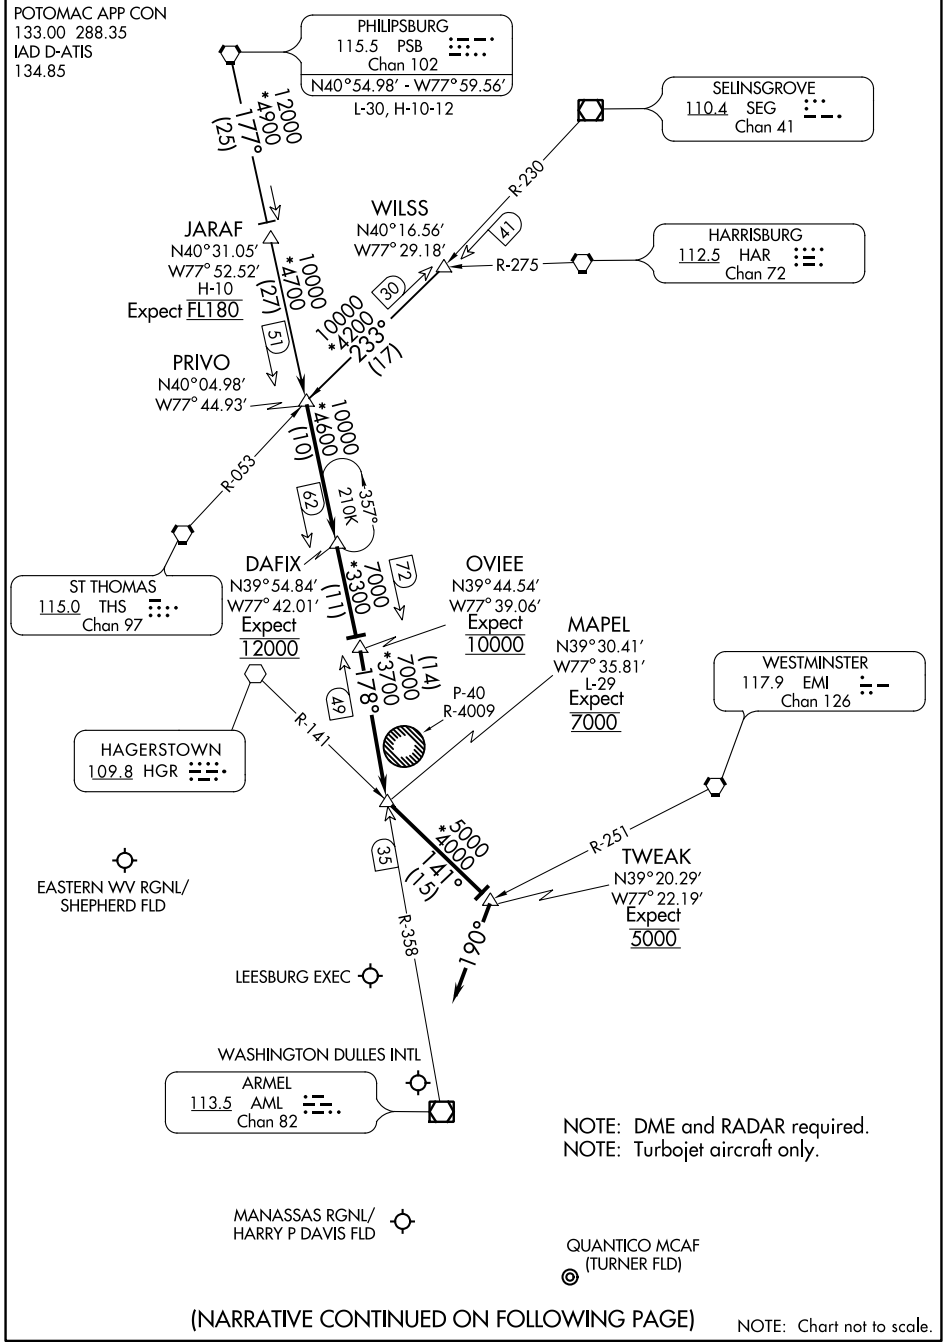 POTOMAC APP CON
133.00 288.35
IAD D-ATIS
134.85
PHILIPSBURG
115.5 PSB
Chan 102
N40°54.98' - W77°59.56'
L-30, H-10-12
SELINSGROVE
110.4 SEG
Chan 41
12000
*4900
177°
(25)
R-230
WILSS
N40°16.56'
W77°29.18'
41
HARRISBURG
112.5 HAR
Chan 72
R-275
JARAF
N40°31.05'
W77°52.52'
H-10
Expect FL180
10000
*4700
(27)
51
30
10000
*4200
233°
(17)
PRIVO
N40°04.98'
W77°44.93'
10000
*4600
(10)
R-053
62
357°
210K
DAFIX
N39°54.84'
W77°42.01'
Expect
12000
7000
*3300
(11)
72
OVIEE
N39°44.54'
W77°39.06'
Expect
10000
ST THOMAS
115.0 THS
Chan 97
MAPEL
N39°30.41'
W77°35.81'
L-29
Expect
7000
(14)
7000
*3700
178°
49
P-40
R-4009
WESTMINSTER
117.9 EMI
Chan 126
R-141
HAGERSTOWN
109.8 HGR
R-251
5000
*4000
141°
(15)
35
TWEAK
N39°20.29'
W77°22.19'
Expect
5000
EASTERN WV RGNL/
SHEPHERD FLD
R-358
190°
LEESBURG EXEC
WASHINGTON DULLES INTL
ARMEL
113.5 AML
Chan 82
NOTE: DME and RADAR required.
NOTE: Turbojet aircraft only.
MANASSAS RGNL/
HARRY P DAVIS FLD
QUANTICO MCAF
(TURNER FLD)
(NARRATIVE CONTINUED ON FOLLOWING PAGE)
NOTE: Chart not to scale.